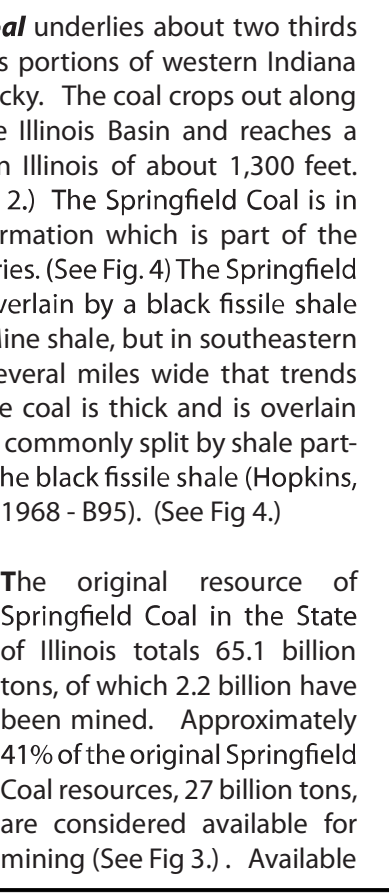 al underlies about two thirds
s portions of western Indiana
cky. The coal crops out along
e Illinois Basin and reaches a
n Illinois of about 1,300 feet.
2.) The Springfield Coal is in
rmation which is part of the
ries. (See Fig. 4) The Springfield
verlain by a black fissile shale
Mine shale, but in southeastern
everal miles wide that trends
e coal is thick and is overlain
commonly split by shale part-
he black fissile shale (Hopkins,
1968 - B95). (See Fig 4.)
The original resource of
Springfield Coal in the State
of Illinois totals 65.1 billion
tons, of which 2.2 billion have
been mined. Approximately
41% of the original Springfield
Coal resources, 27 billion tons,
are considered available for
mining (See Fig 3.) . Available